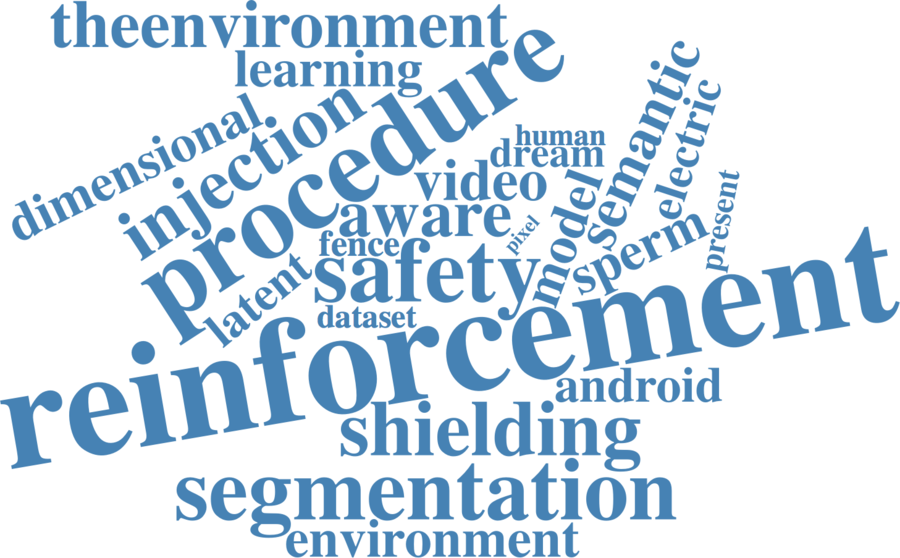 theenvironment
learning
procedure
injection
dimensional
semantic
electric
human
dream
video
model
aware
sperm
present
pixel
fence
safety
latent
dataset
reinforcement
android
shielding
segmentation
environment